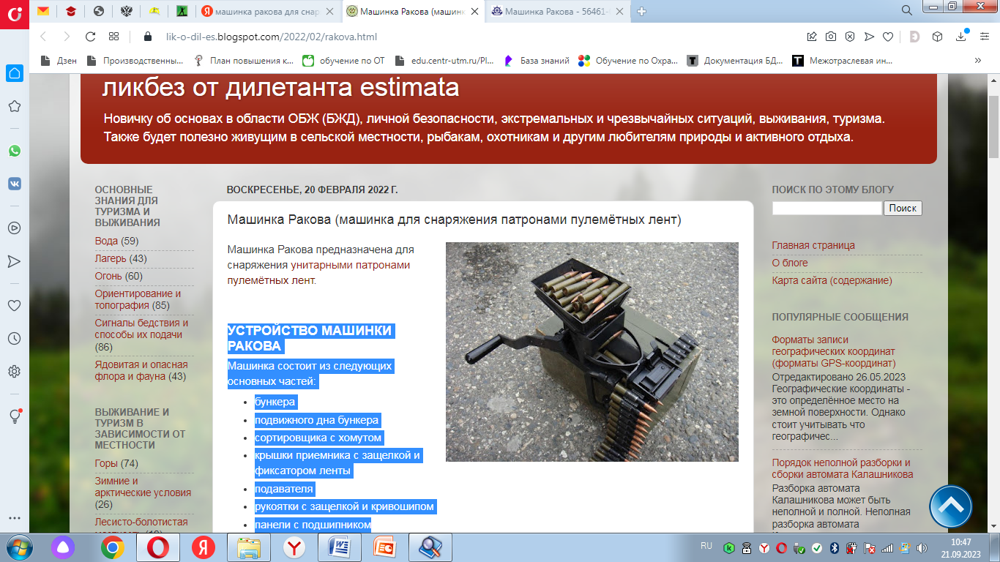 машинка ракова для снар
Машинка Ракова (машинк
Машинка Ракова - 56461-
lik-o-dil-es.blogspot.com/2022/02/rakova.html
Дзен
Производственны...
План повышения к...
обучение по ОТ
edu.centr-utm.ru/Pl...
База знаний
Обучение по Охра...
Документация БД...
Межотраслевая ин...
ликбез от дилетанта estimata
Новичку об основах в области ОБЖ (БЖД), личной безопасности, экстремальных и чрезвычайных ситуаций, выживания, туризма.
Также будет полезно живущим в сельской местности, рыбакам, охотникам и другим любителям природы и активного отдыха.
ОСНОВНЫЕ
ЗНАНИЯ ДЛЯ
ТУРИЗМА И
ВЫЖИВАНИЯ
Вода (59)
Лагерь (43)
Огонь (60)
Ориентирование и
топография (85)
Сигналы бедствия и
способы их подачи
(86)
Ядовитая и опасная
флора и фауна (43)
ВЫЖИВАНИЕ И
ТУРИЗМ В
ЗАВИСИМОСТИ ОТ
МЕСТНОСТИ
Горы (74)
Зимние и
арктические условия
(26)
Лесисто-болотистая
ВОСКРЕСЕНЬЕ, 20 ФЕВРАЛЯ 2022 Г.
Машинка Ракова (машинка для снаряжения патронами пулемётных лент)
Машинка Ракова предназначена для
снаряжения унитарными патронами
пулемётных лент.
УСТРОЙСТВО МАШИНКИ
РАКОВА
Машинка состоит из следующих
основных частей:
бункера
подвижного дна бункера
сортировщика с хомутом
крышки приемника с защелкой и
фиксатором ленты
подавателя
рукоятки с защелкой и кривошипом
панели с подшипником
ПОИСК ПО ЭТОМУ БЛОГУ
Поиск
Главная страница
О блоге
Карта сайта (содержание)
ПОПУЛЯРНЫЕ СООБЩЕНИЯ
Форматы записи
географических координат
(форматы GPS-координат)
Отредактировано 26.05.2023
Географические координаты -
это определённое место на
земной поверхности. Однако
стоит учитывать что
географичес...
Порядок неполной разборки и
сборки автомата Калашникова
Разборка автомата
Калашникова может быть
неполной и полной. Неполная
разборка автомата
RU
10:47
21.09.2023